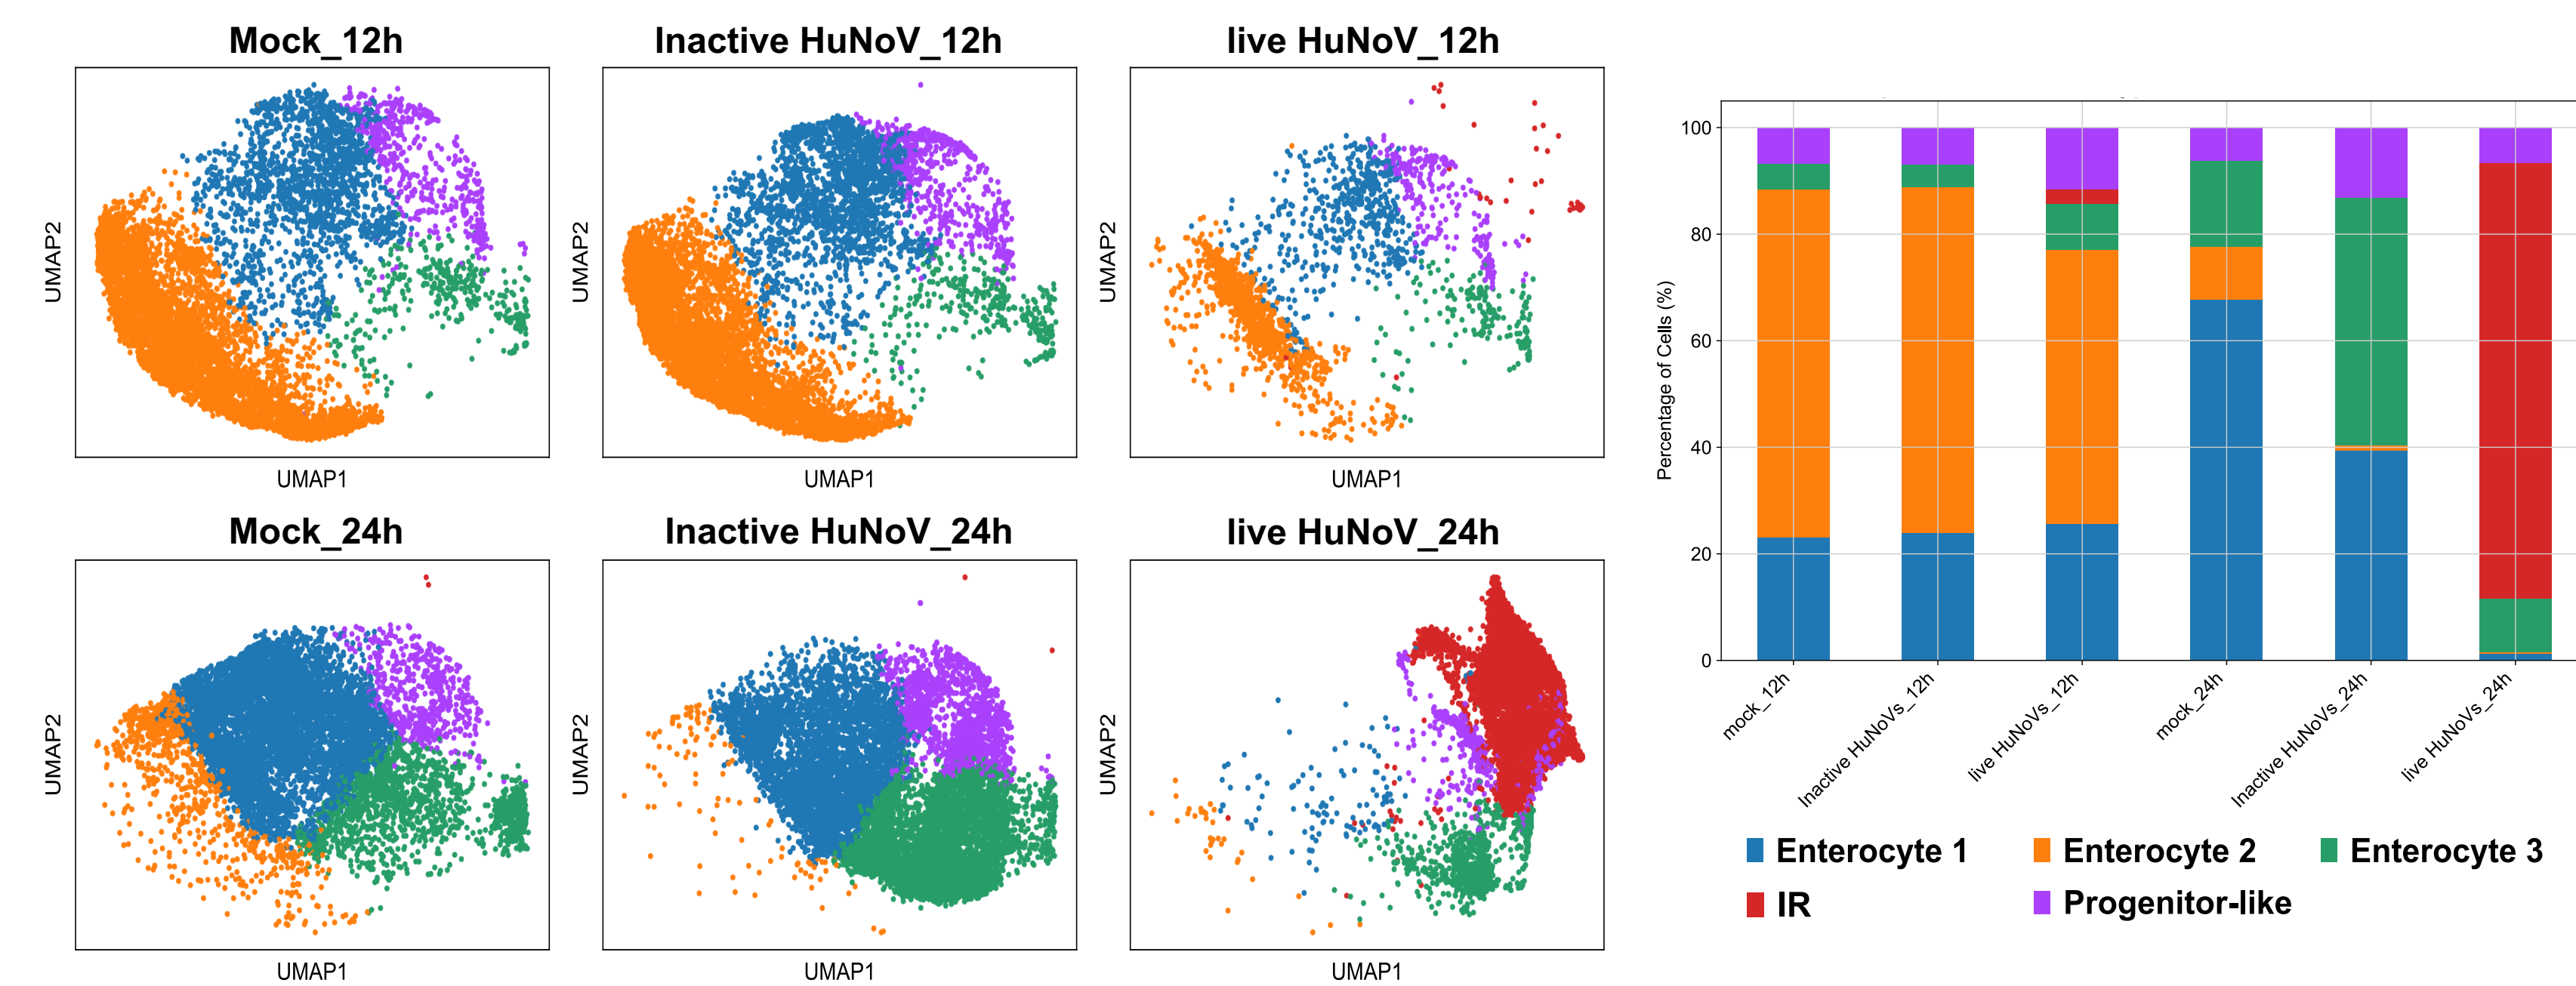 Mock_12h
Inactive HuNoV_12h
live HuNoV_12h
UMAP2
UMAP2
UMAP2
UMAP1
UMAP1
UMAP1
Mock_24h
Inactive HuNoV_24h
live HuNoV_24h
UMAP2
UMAP2
UMAP2
UMAP1
UMAP1
UMAP1
Percentage of Cells (%)
100
80
60
40
20
0
mock_12h
Inactive HuNoVs_12h
live HuNoVs_12h
mock_24h
Inactive HuNoVs_24h
live HuNoVs_24h
Enterocyte 1
Enterocyte 2
Enterocyte 3
IR
Progenitor-like